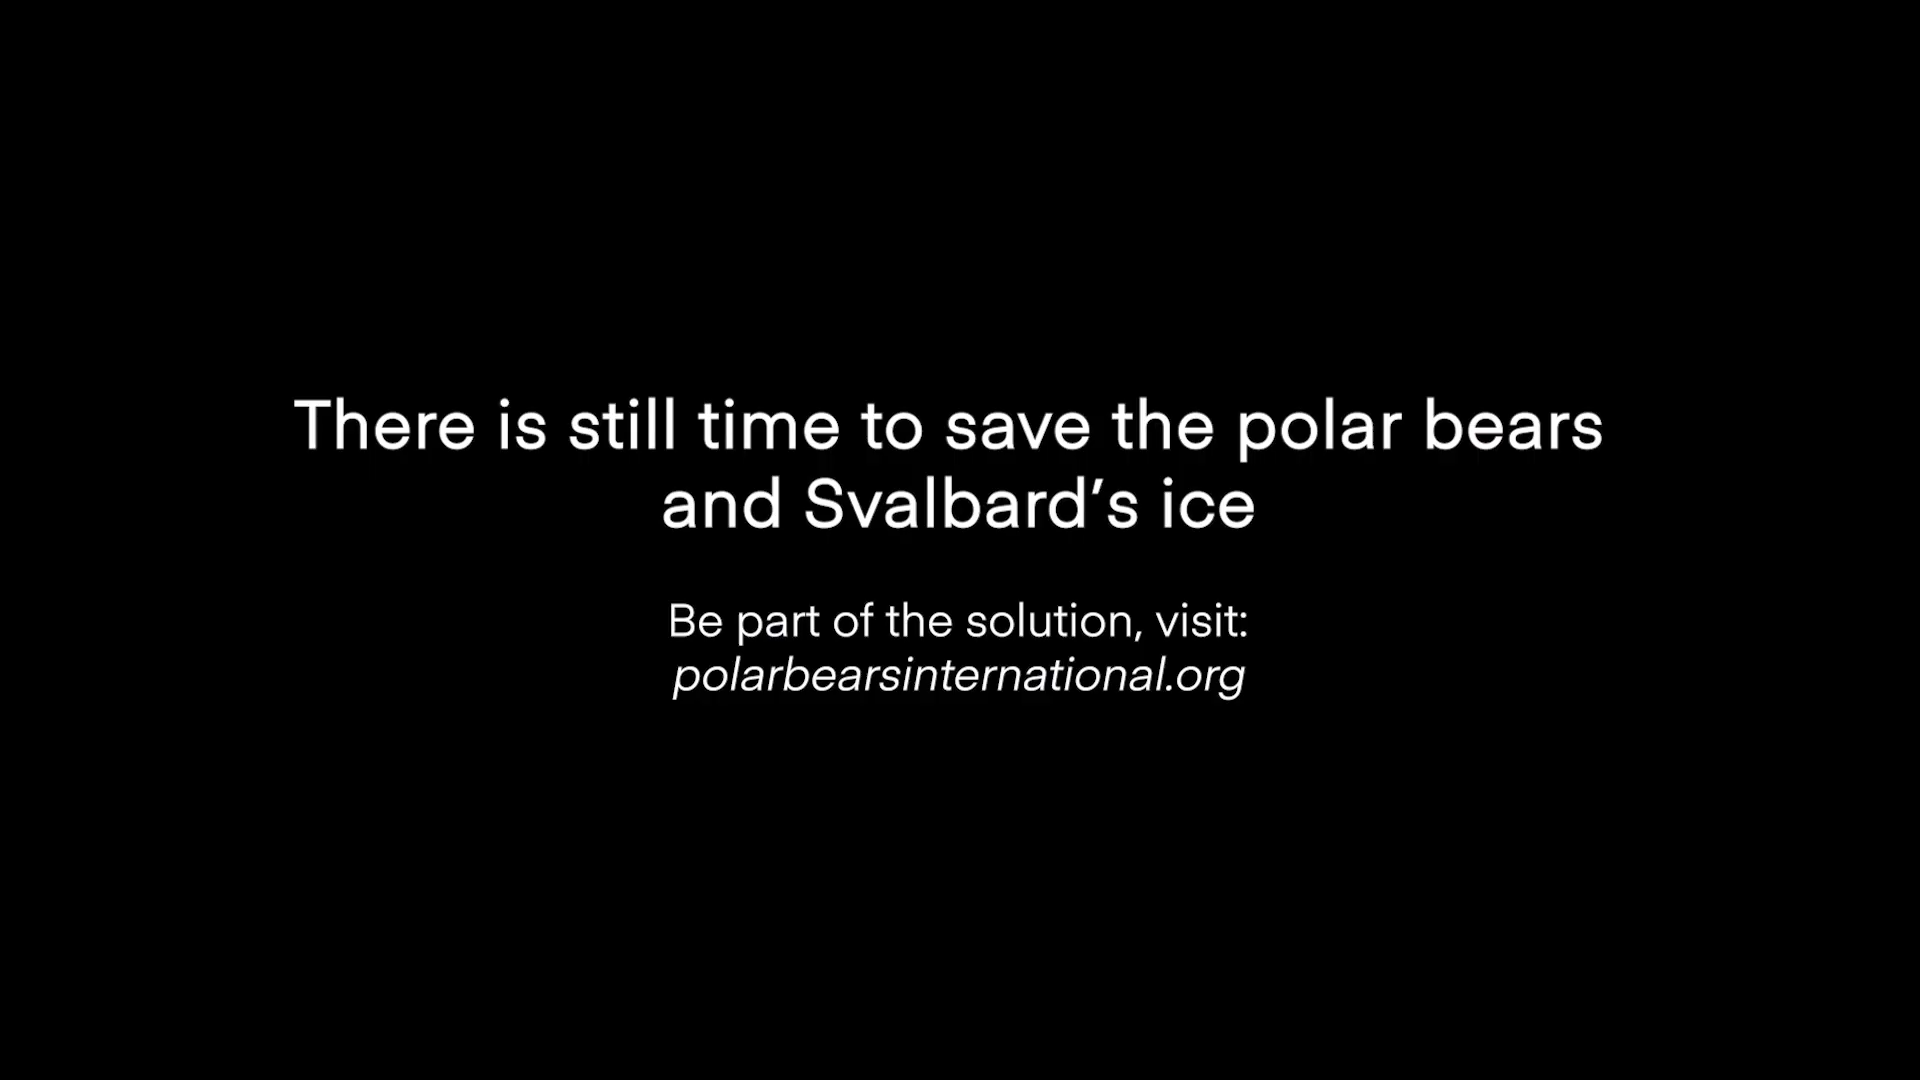 There is still time to save the polar bears
and Svalbard’s ice
Be part of the solution, visit:
polarbearsinternational.org